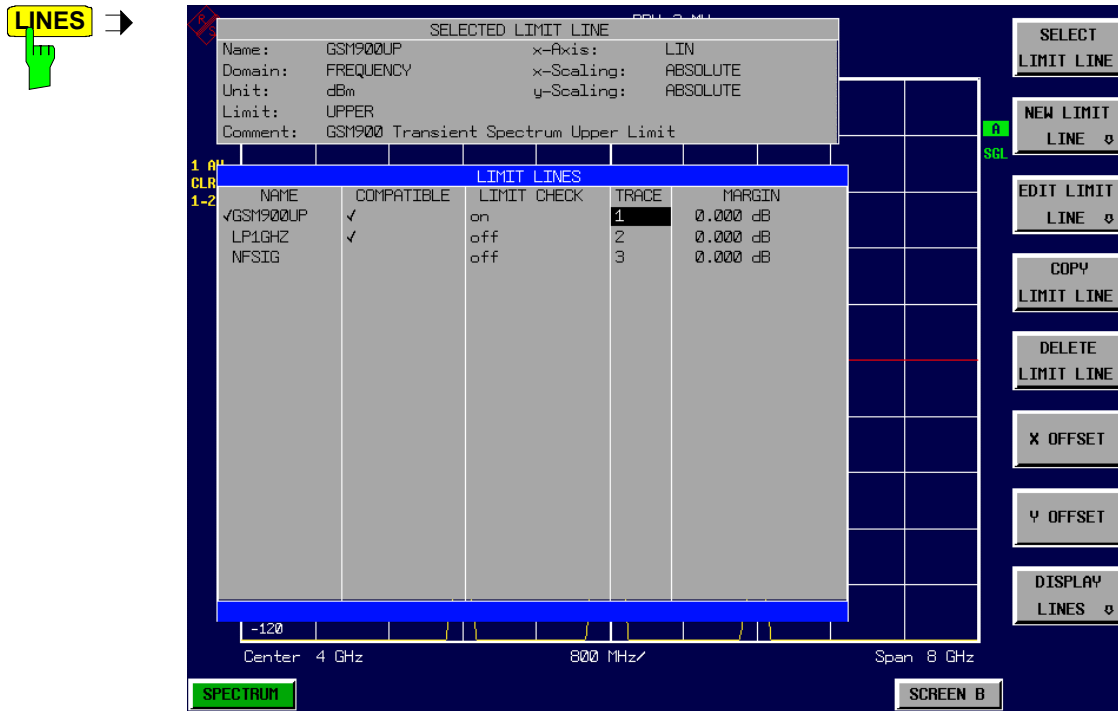 LINES
SELECTED LIMIT LINE
Name: GSM900UP x-Axis: LIN
Domain: FREQUENCY x-Scaling: ABSOLUTE
Unit: dBm y-Scaling: ABSOLUTE
Limit: UPPER
Comment: GSM900 Transient Spectrum Upper Limit
A
SGL
CLR
1-2
LIMIT LINES
NAME COMPATIBLE LIMIT CHECK TRACE MARGIN
✓GSM900UP ✓ on 1 0.000 dB
LP1GHZ ✓ off 2 0.000 dB
NFSIG off 3 0.000 dB
-120
Center 4 GHz 800 MHz/ Span 8 GHz
SPECTRUM
SCREEN B
SELECT
LIMIT LINE
NEW LIMIT
LINE
EDIT LIMIT
LINE
COPY
LIMIT LINE
DELETE
LIMIT LINE
X OFFSET
Y OFFSET
DISPLAY
LINES